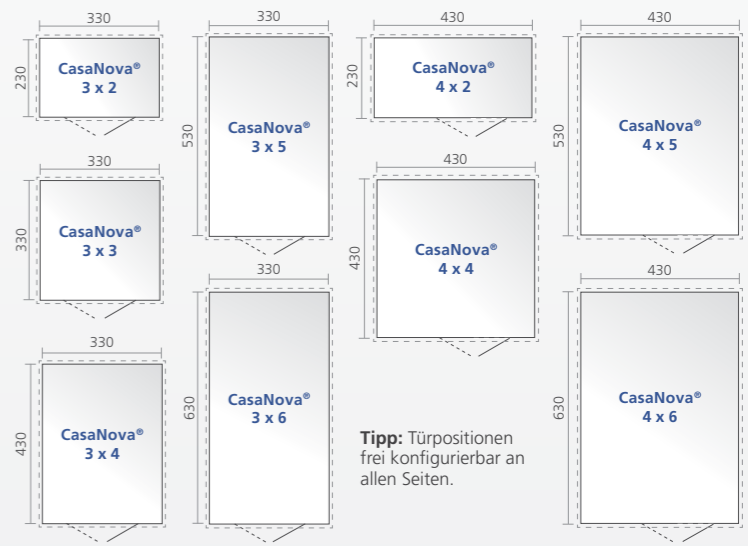 330
230
CasaNova®
3 x 2
330
330
CasaNova®
3 x 3
330
430
CasaNova®
3 x 4
330
530
CasaNova®
3 x 5
330
630
CasaNova®
3 x 6
430
230
CasaNova®
4 x 2
430
430
CasaNova®
4 x 4
Tipp: Türpositionen
frei konfigurierbar an
allen Seiten.
430
530
CasaNova®
4 x 5
430
630
CasaNova®
4 x 6